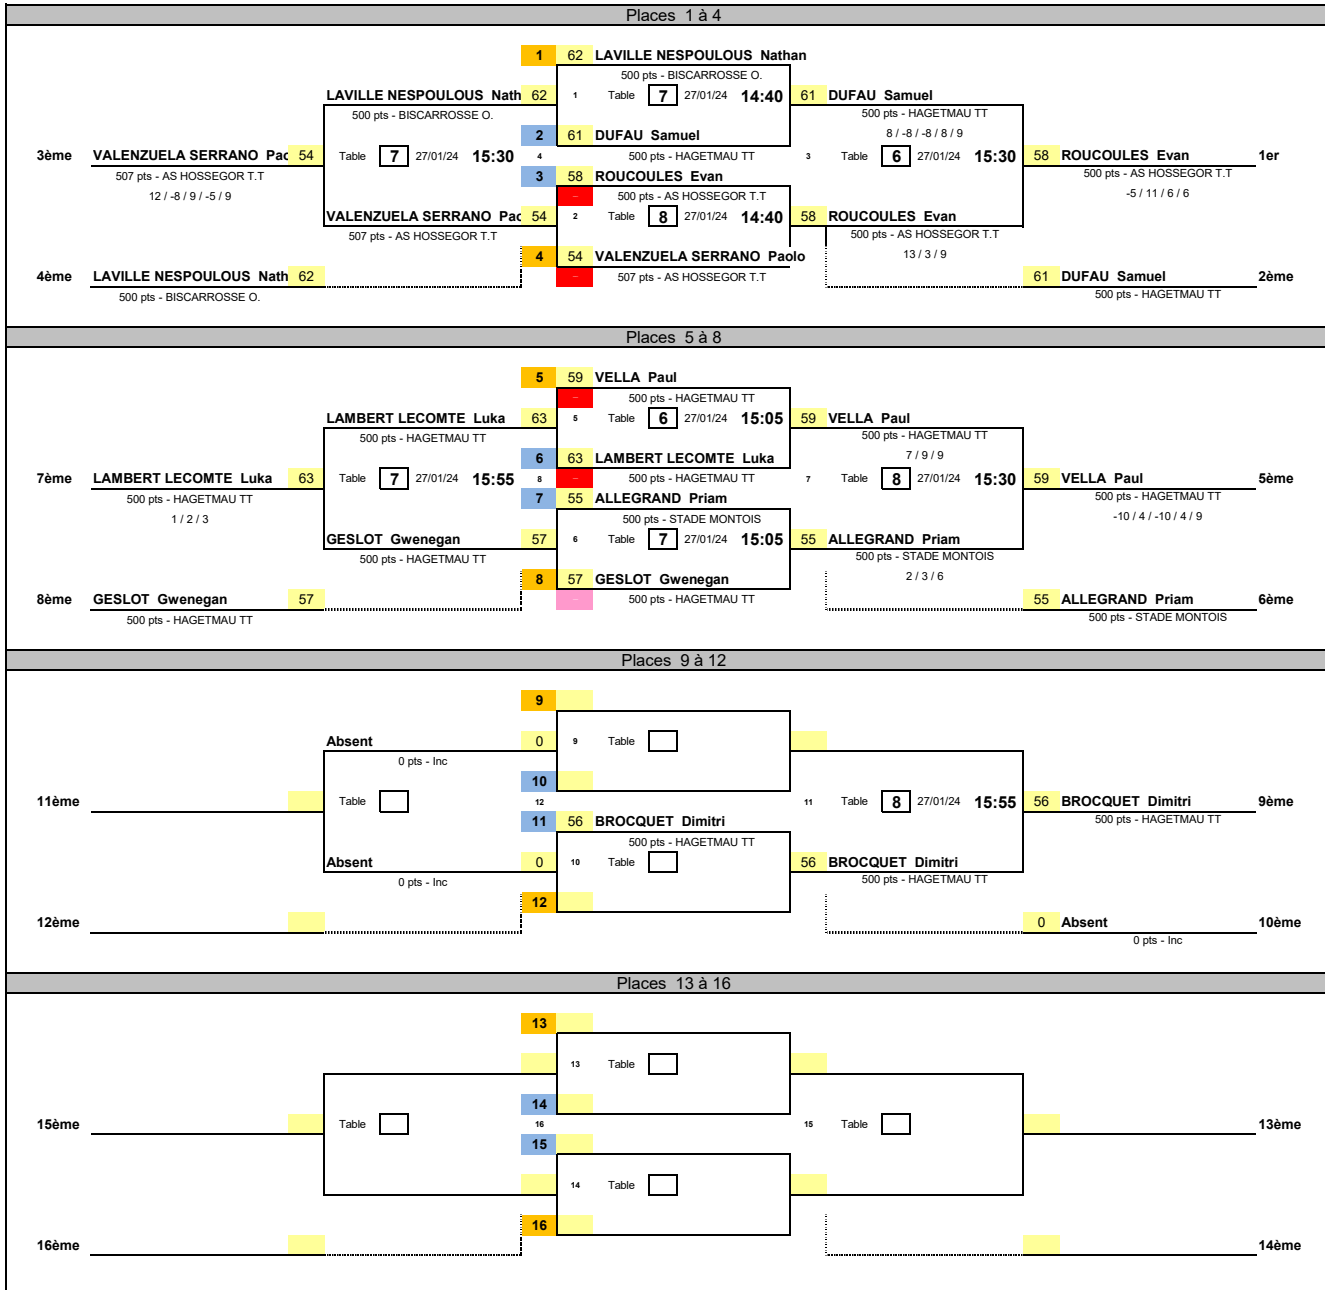 Places 1 à 4
1 62 LAVILLE NESPOULOUS Nathan
500 pts - BISCARROSSE O.
LAVILLE NESPOULOUS Nath 62 1 Table 7 27/01/24 14:40 61 DUFAU Samuel
500 pts - BISCARROSSE O. 500 pts - HAGETMAU TT
2 61 DUFAU Samuel 8 / -8 / -8 / 8 / 9
3ème VALENZUELA SERRANO Pac 54 Table 7 27/01/24 15:30 4 500 pts - HAGETMAU TT 3 Table 6 27/01/24 15:30 58 ROUCOULES Evan 1er
507 pts - AS HOSSEGOR T.T 3 58 ROUCOULES Evan 500 pts - AS HOSSEGOR T.T
12 / -8 / 9 / -5 / 9 500 pts - AS HOSSEGOR T.T -5 / 11 / 6 / 6
VALENZUELA SERRANO Pac 54 2 Table 8 27/01/24 14:40 58 ROUCOULES Evan
507 pts - AS HOSSEGOR T.T 500 pts - AS HOSSEGOR T.T
4 54 VALENZUELA SERRANO Paolo 13 / 3 / 9
4ème LAVILLE NESPOULOUS Nath 62 507 pts - AS HOSSEGOR T.T 61 DUFAU Samuel 2ème
500 pts - BISCARROSSE O. 500 pts - HAGETMAU TT
Places 5 à 8
5 59 VELLA Paul
500 pts - HAGETMAU TT
LAMBERT LECOMTE Luka 63 5 Table 6 27/01/24 15:05 59 VELLA Paul
500 pts - HAGETMAU TT 500 pts - HAGETMAU TT
6 63 LAMBERT LECOMTE Luka 7 / 9 / 9
7ème LAMBERT LECOMTE Luka 63 Table 7 27/01/24 15:55 8 500 pts - HAGETMAU TT 7 Table 8 27/01/24 15:30 59 VELLA Paul 5ème
500 pts - HAGETMAU TT 7 55 ALLEGRAND Priam 500 pts - HAGETMAU TT
1 / 2 / 3 500 pts - STADE MONTOIS -10 / 4 / -10 / 4 / 9
GESLOT Gwenegan 57 6 Table 7 27/01/24 15:05 55 ALLEGRAND Priam
500 pts - HAGETMAU TT 500 pts - STADE MONTOIS
8 57 GESLOT Gwenegan 2 / 3 / 6
8ème GESLOT Gwenegan 57 500 pts - HAGETMAU TT 55 ALLEGRAND Priam 6ème
500 pts - HAGETMAU TT 500 pts - STADE MONTOIS
Places 9 à 12
9
Absent 0 9 Table
0 pts - Inc
10
11ème Table 12 11 Table 8 27/01/24 15:55 56 BROCQUET Dimitri 9ème
11 56 BROCQUET Dimitri 500 pts - HAGETMAU TT
500 pts - HAGETMAU TT
Absent 0 10 Table 56 BROCQUET Dimitri
0 pts - Inc 500 pts - HAGETMAU TT
12
12ème 0 Absent 10ème
0 pts - Inc
Places 13 à 16
13
13 Table
14
15ème Table 16 15 Table 13ème
15
14 Table
16
16ème 14ème